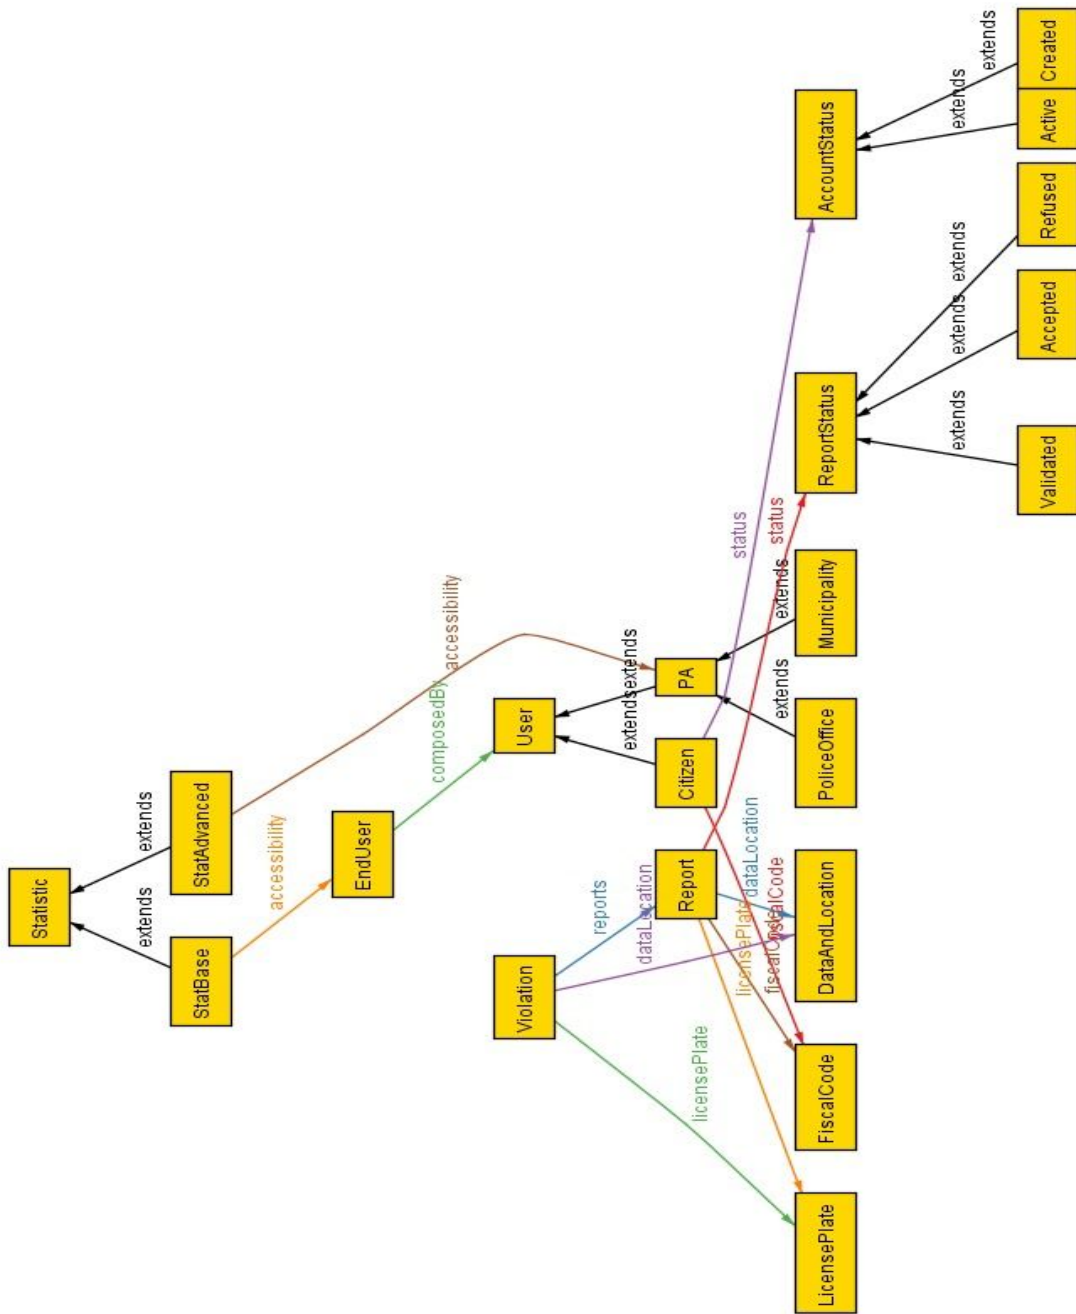 Statistic
extends
extends
StatBase
StatAdvanced
accessibility
EndUser
composedBy
accessibility
Violation
User
reports
dataLocation
extends
extends
Report
Citizen
PA
licensePlate
licensePlate
dataLocation
fiscalCode
fiscalCode
extends
extends
status
status
LicensePlate
FiscalCode
DataAndLocation
PoliceOffice
Municipality
ReportStatus
AccountStatus
extends
extends
extends
extends
extends
Validated
Accepted
Refused
Active
Created